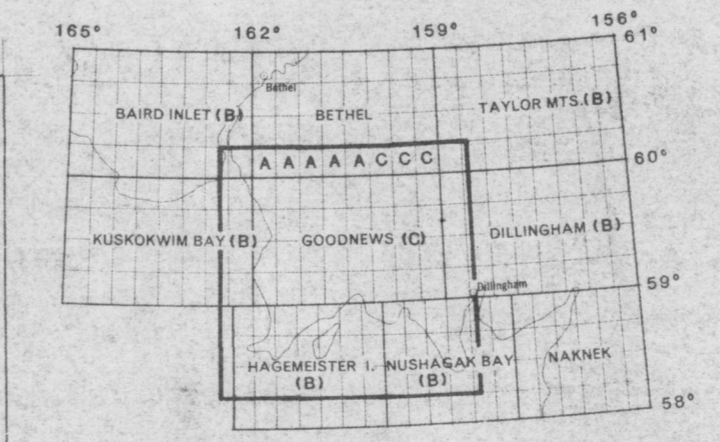 165° 162° 159° 156°
61°
Bethel
BAIRD INLET (B) BETHEL TAYLOR MTS.(B)
A A A A A C C C
60°
KUSKOKWIM BAY (B) GOODNEWS (C) DILLINGHAM (B)
Dillingham
59°
HAGEMEISTER I. NUSHAGAK BAY NAKNEK
(B) (B)
58°